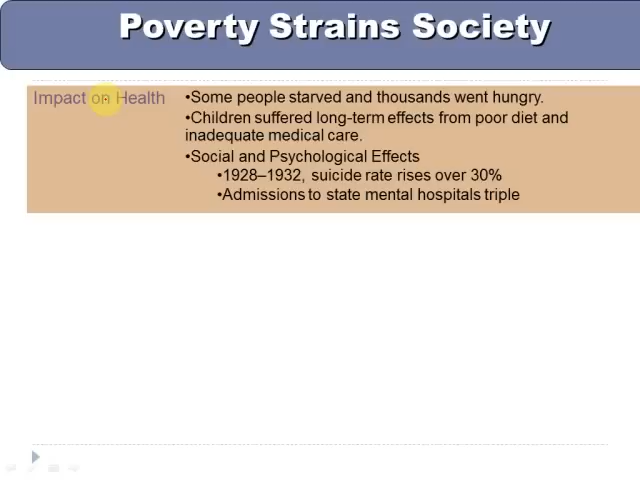 Poverty Strains Society
Impact on Health
•Some people starved and thousands went hungry.
•Children suffered long-term effects from poor diet and
inadequate medical care.
•Social and Psychological Effects
•1928–1932, suicide rate rises over 30%
•Admissions to state mental hospitals triple